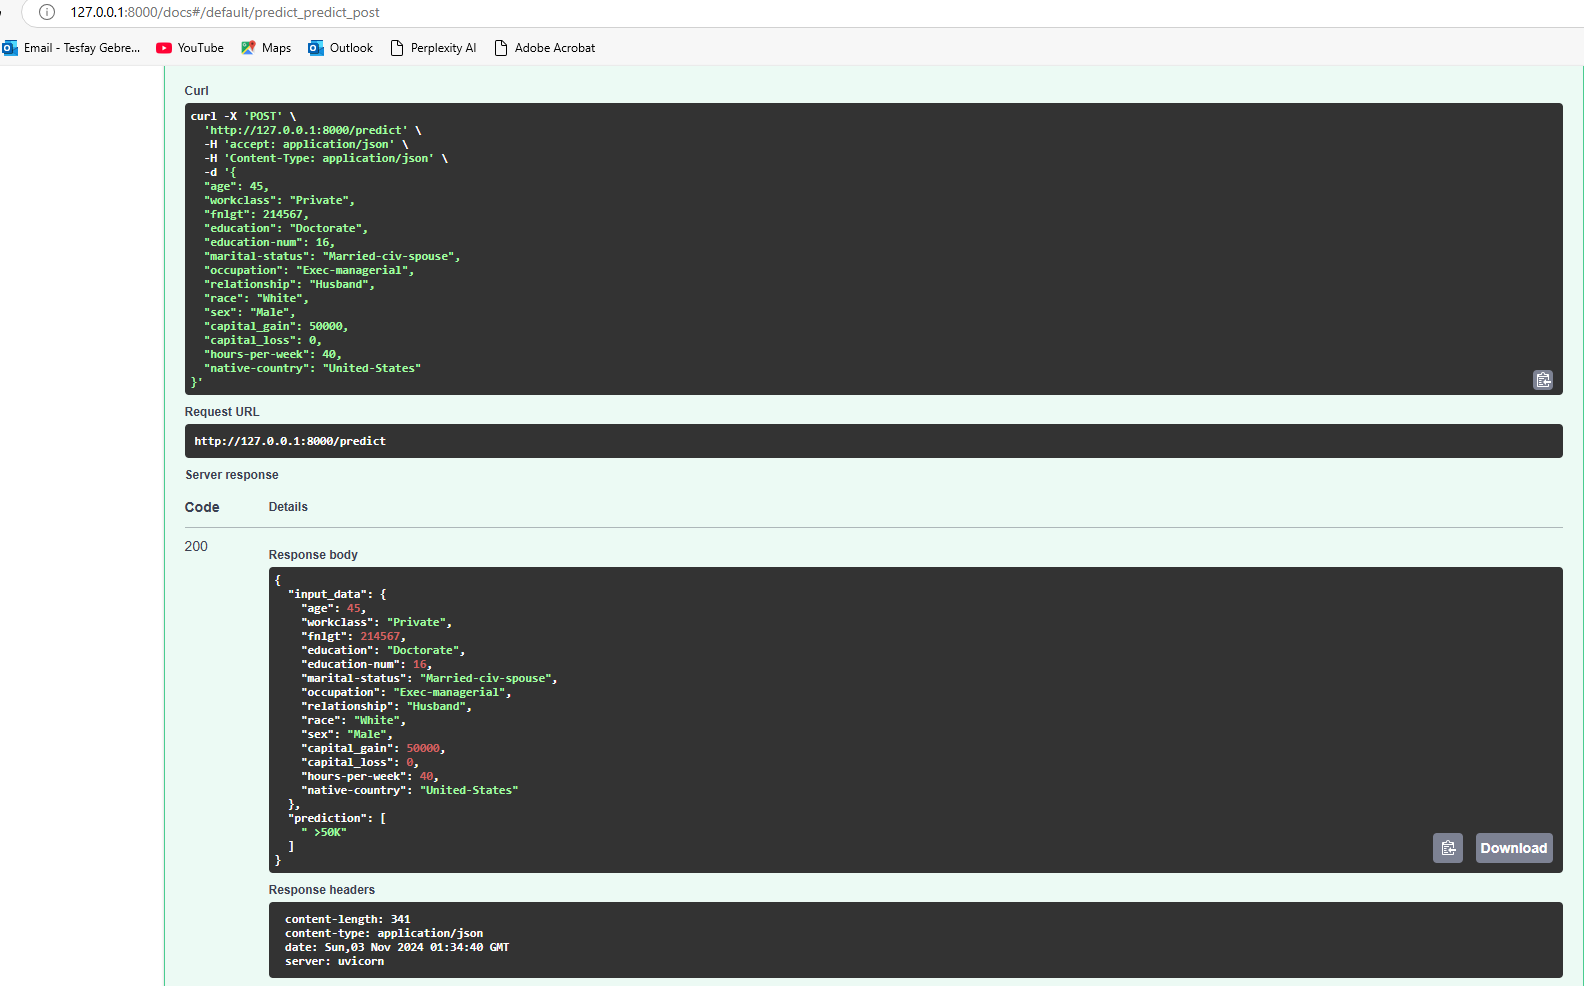 127.0.0.1:8000/docs#/default/predict_predict_post
Email - Tesfay Gebre... YouTube Maps Outlook Perplexity AI Adobe Acrobat
Curl
curl -X 'POST' \
  'http://127.0.0.1:8000/predict' \
  -H 'accept: application/json' \
  -H 'Content-Type: application/json' \
  -d '{
  "age": 45,
  "workclass": "Private",
  "fnlgt": 214567,
  "education": "Doctorate",
  "education-num": 16,
  "marital-status": "Married-civ-spouse",
  "occupation": "Exec-managerial",
  "relationship": "Husband",
  "race": "White",
  "sex": "Male",
  "capital_gain": 50000,
  "capital_loss": 0,
  "hours-per-week": 40,
  "native-country": "United-States"
}'
Request URL
http://127.0.0.1:8000/predict
Server response
Code Details
200
Response body
{
  "input_data": {
    "age": 45,
    "workclass": "Private",
    "fnlgt": 214567,
    "education": "Doctorate",
    "education-num": 16,
    "marital-status": "Married-civ-spouse",
    "occupation": "Exec-managerial",
    "relationship": "Husband",
    "race": "White",
    "sex": "Male",
    "capital_gain": 50000,
    "capital_loss": 0,
    "hours-per-week": 40,
    "native-country": "United-States"
  },
  "prediction": [
    " >50K"
  ]
}
Download
Response headers
content-length: 341
content-type: application/json
date: Sun,03 Nov 2024 01:34:40 GMT
server: uvicorn